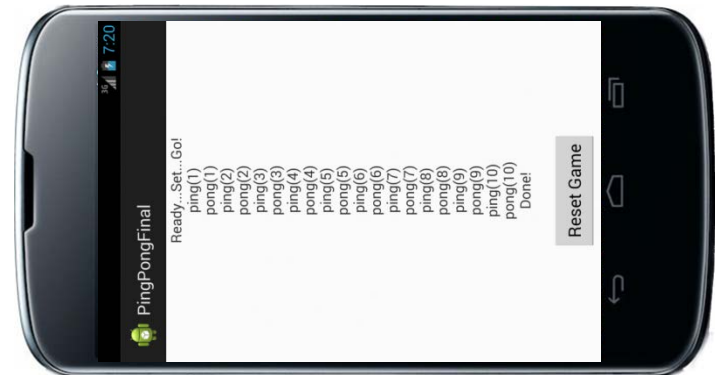 3G 7:20
PingPongFinal
Ready...Set...Go!
ping(1)
pong(1)
ping(2)
pong(2)
ping(3)
pong(3)
ping(4)
pong(4)
ping(5)
pong(5)
ping(6)
pong(6)
ping(7)
pong(7)
ping(8)
pong(8)
ping(9)
pong(9)
ping(10)
pong(10)
Done!
Reset Game